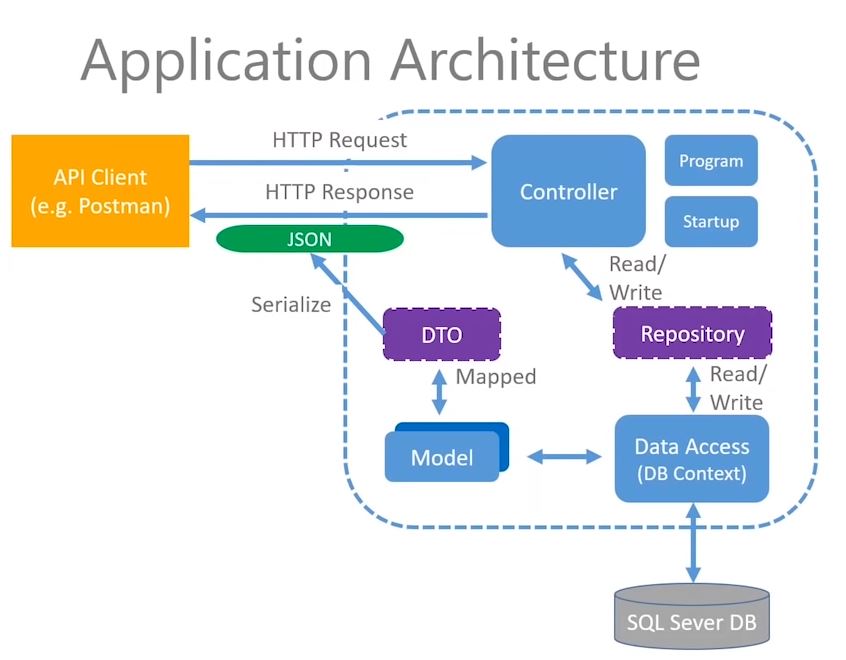 Application Architecture
HTTP Request
API Client
(e.g. Postman)
HTTP Response
JSON
Controller
Program
Startup
Read/
Write
Serialize
DTO
Repository
Mapped
Read/
Write
Model
Data Access
(DB Context)
SQL Sever DB